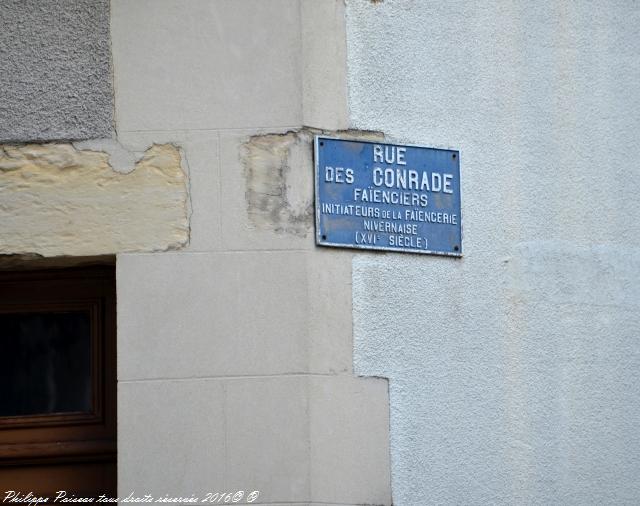 RUE
DES CONRADE
FAÏENCIERS
INITIATEURS DE LA FAÏENCERIE
NIVERNAISE
(XVIᵉ SIÈCLE)
Philippe Poiseau tous droits réservés 2016 © ©